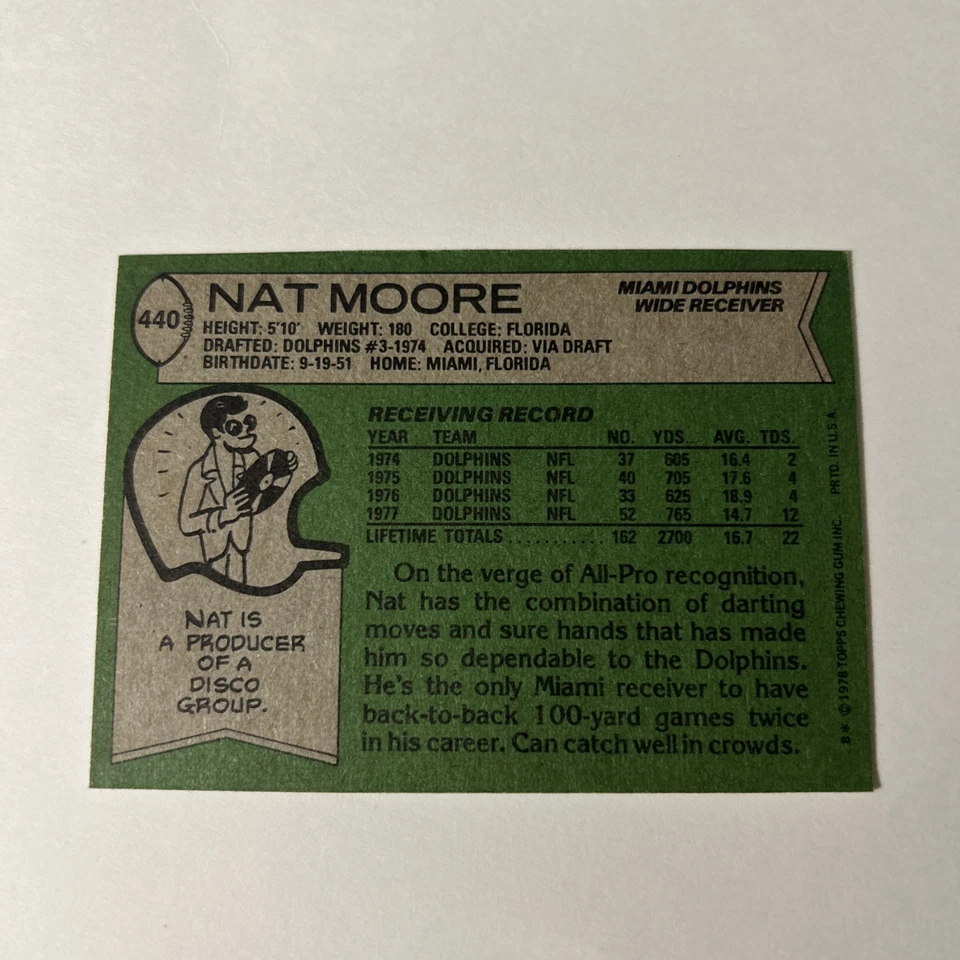 440
NAT MOORE
MIAMI DOLPHINS
WIDE RECEIVER
HEIGHT: 5'10' WEIGHT: 180 COLLEGE: FLORIDA
DRAFTED: DOLPHINS #3-1974 ACQUIRED: VIA DRAFT
BIRTHDATE: 9-19-51 HOME: MIAMI, FLORIDA
RECEIVING RECORD
YEAR TEAM NO. YDS. AVG. TDS.
1974 DOLPHINS NFL 37 605 16.4 2
1975 DOLPHINS NFL 40 705 17.6 4
1976 DOLPHINS NFL 33 625 18.9 4
1977 DOLPHINS NFL 52 765 14.7 12
LIFETIME TOTALS........... 162 2700 16.7 22
On the verge of All-Pro recognition,
Nat has the combination of darting
moves and sure hands that has made
him so dependable to the Dolphins.
He's the only Miami receiver to have
back-to-back 100-yard games twice
in his career. Can catch well in crowds.
NAT IS
A PRODUCER
OF A
DISCO
GROUP.
8* © 1978 TOPPS CHEWING GUM INC. PRTD. IN U.S.A.